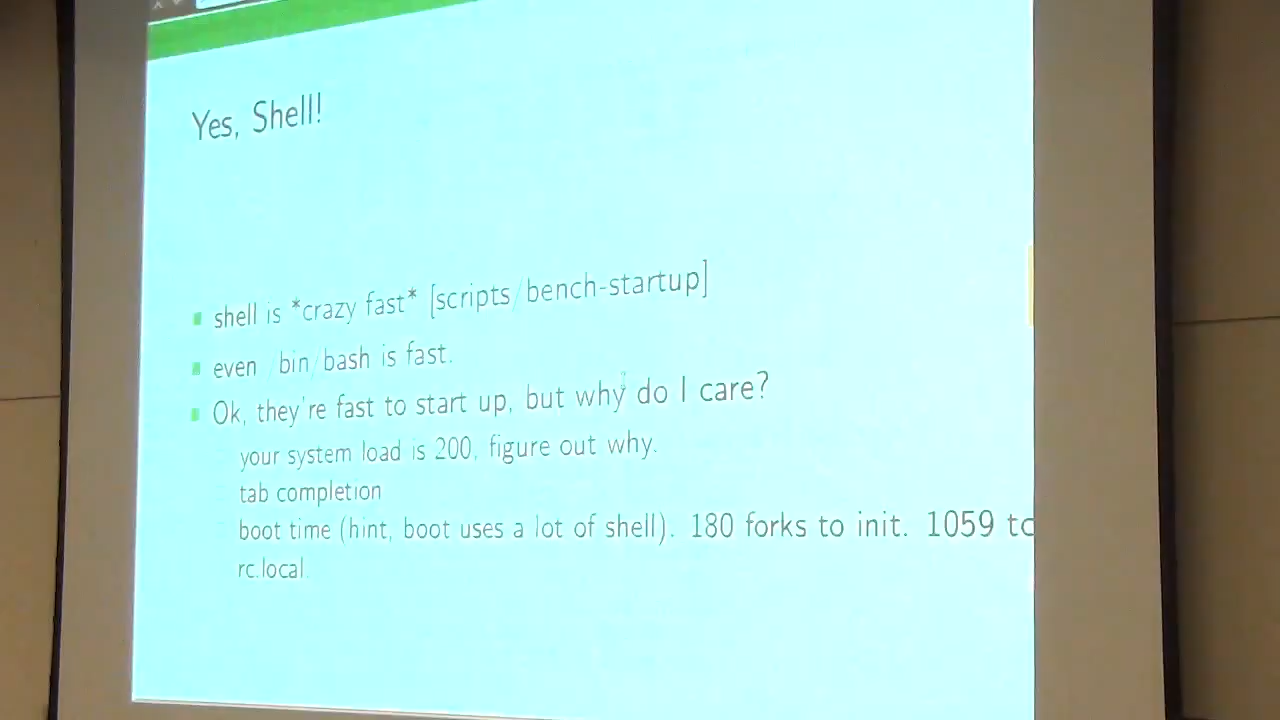 Yes, Shell!
shell is *crazy fast* [scripts/bench-startup]
even /bin/bash is fast.
Ok, they're fast to start up, but why do I care?
your system load is 200, figure out why.
tab completion
boot time (hint, boot uses a lot of shell). 180 forks to init. 1059 to
rc.local.